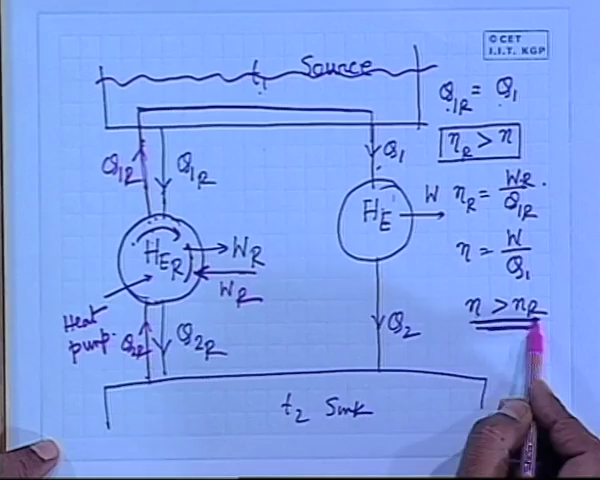 ©CET
I.I.T. KGP
t₁ Source
Q₁R = Q₁
ηR > η
Q₁R
Q₁R
Q₁
HE
W
ηR = WR/Q₁R
HER
WR
WR
η = W/Q₁
Heat
pump.
Q₂R
Q₂R
Q₂
η > ηR
t₂ Sink